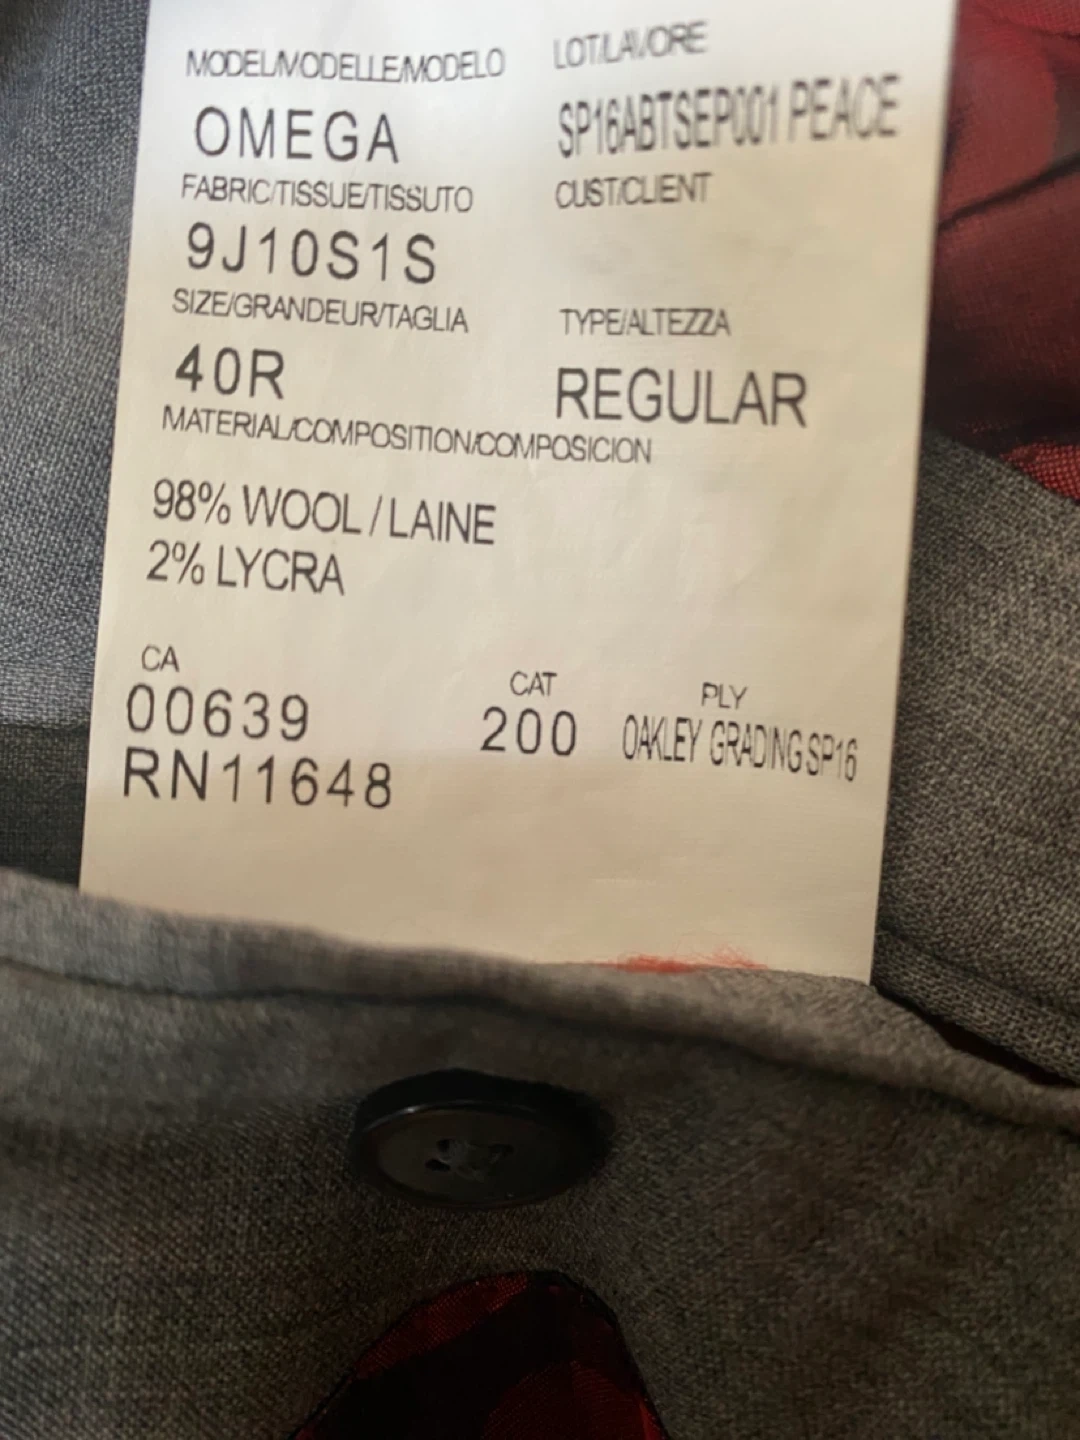 MODEL/MODELLE/MODELO
LOT/LAVORE
OMEGA
SP16ABTSEP001 PEACE
FABRIC/TISSUE/TISSUTO
CUST/CLIENT
9J10S1S
SIZE/GRANDEUR/TAGLIA
TYPE/ALTEZZA
40R
REGULAR
MATERIAL/COMPOSITION/COMPOSICION
98% WOOL / LAINE
2% LYCRA
CA
CAT
PLY
00639
200
OAKLEY GRADING SP16
RN11648